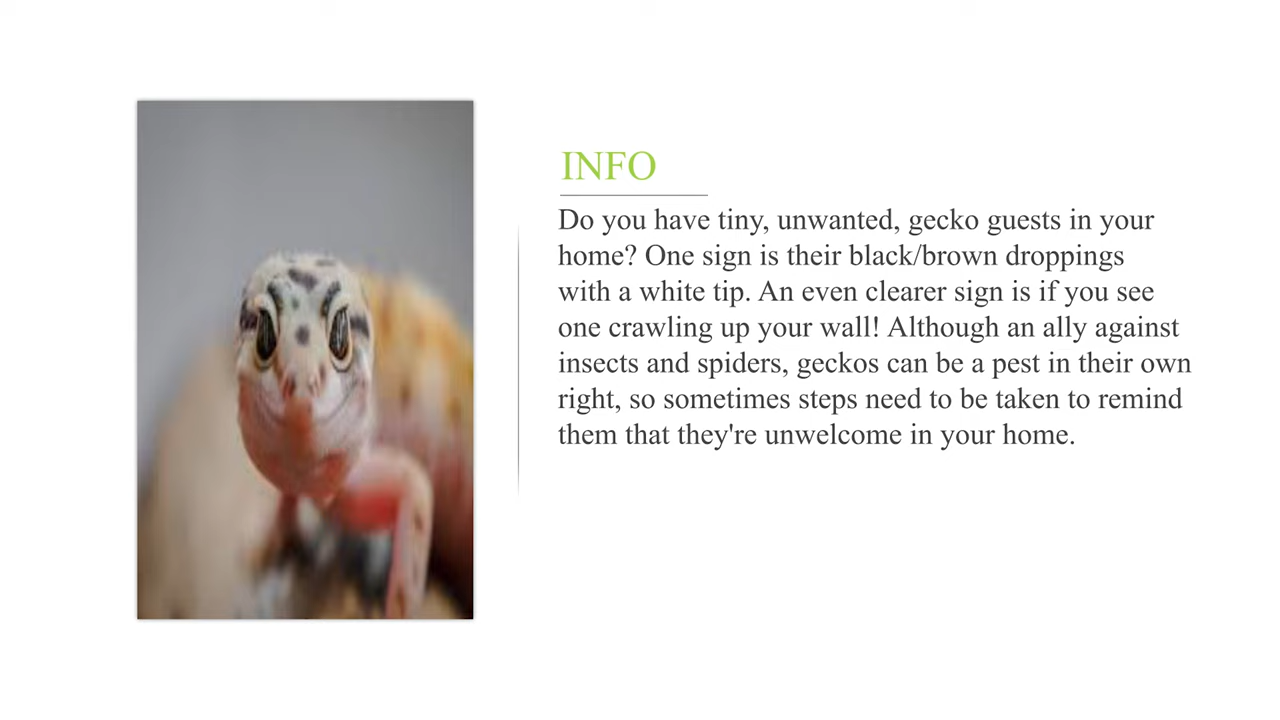 INFO
Do you have tiny, unwanted, gecko guests in your
home? One sign is their black/brown droppings
with a white tip. An even clearer sign is if you see
one crawling up your wall! Although an ally against
insects and spiders, geckos can be a pest in their own
right, so sometimes steps need to be taken to remind
them that they're unwelcome in your home.